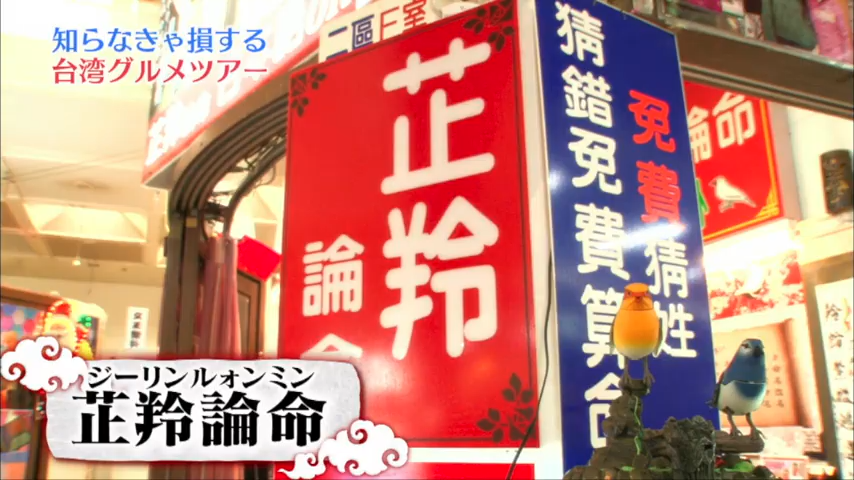 知らなきゃ損する
台湾グルメツアー
二區E室
芷羚
論
免費猜姓
猜錯免費算命
論命
ジーリンルォンミン
芷羚論命